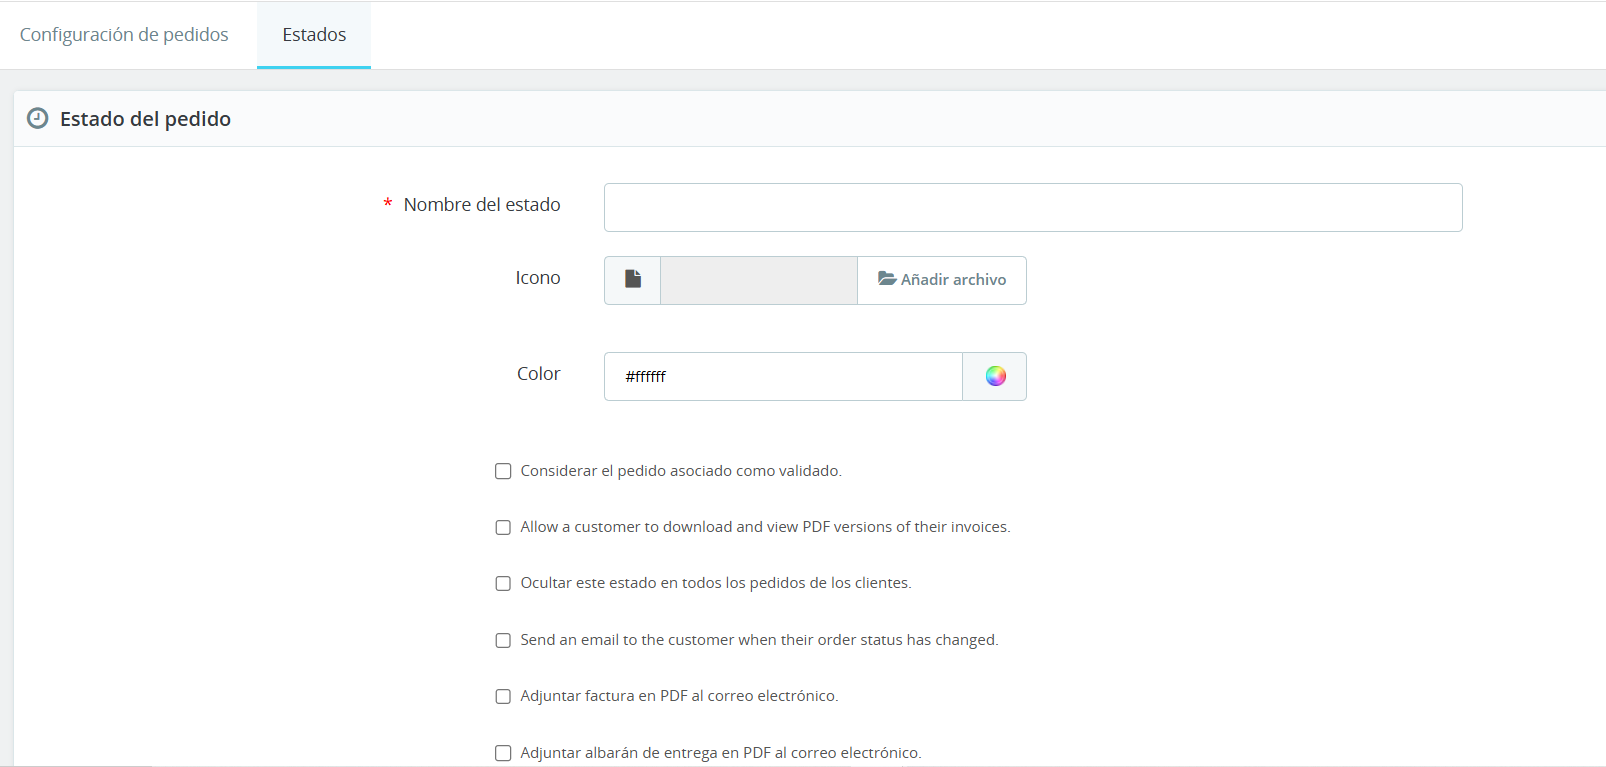 Configuración de pedidos
Estados
Estado del pedido
* Nombre del estado
Icono
Añadir archivo
Color
#ffffff
Considerar el pedido asociado como validado.
Allow a customer to download and view PDF versions of their invoices.
Ocultar este estado en todos los pedidos de los clientes.
Send an email to the customer when their order status has changed.
Adjuntar factura en PDF al correo electrónico.
Adjuntar albarán de entrega en PDF al correo electrónico.